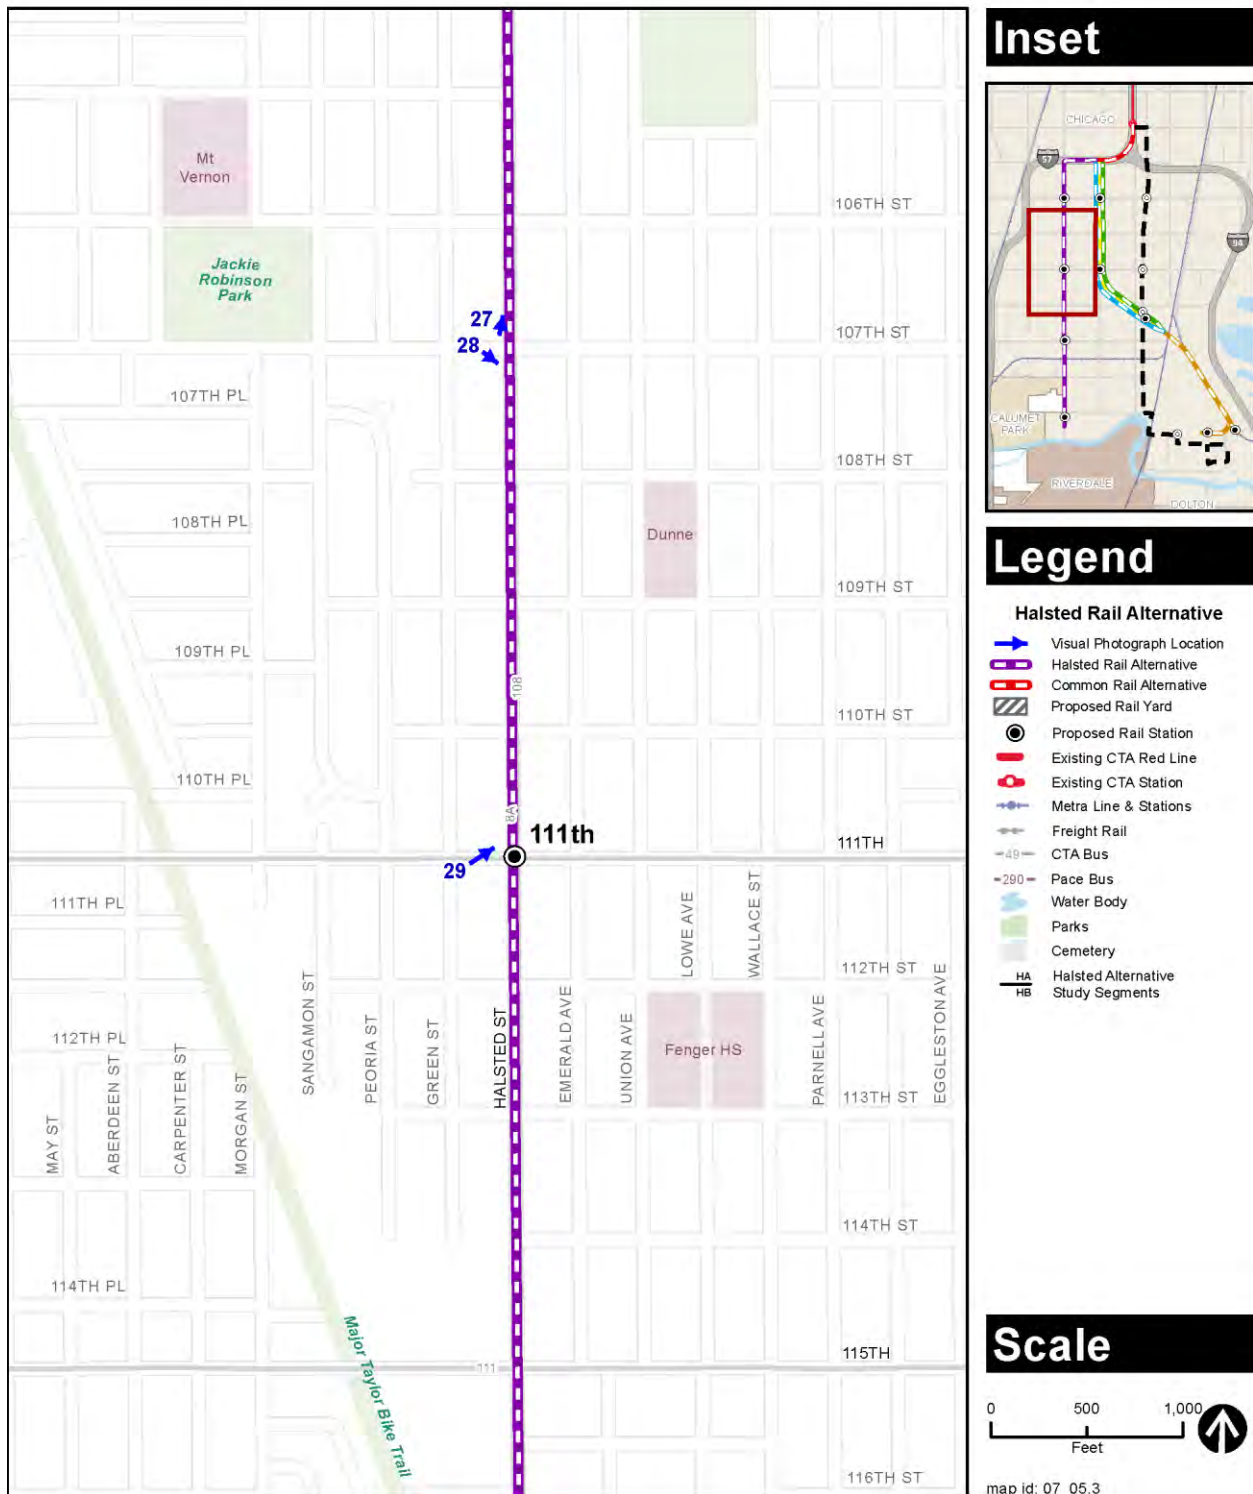 Mt
Vernon
Jackie
Robinson
Park
106TH ST
27
28
107TH ST
107TH PL
108TH ST
108TH PL
Dunne
109TH ST
109TH PL
108
110TH ST
110TH PL
8A
111th
111TH
29
111TH PL
LOWE AVE
WALLACE ST
112TH ST
SANGAMON ST
PEORIA ST
GREEN ST
HALSTED ST
EMERALD AVE
UNION AVE
Fenger HS
PARNELL AVE
EGGLESTON AVE
112TH PL
MAY ST
ABERDEEN ST
CARPENTER ST
MORGAN ST
113TH ST
114TH ST
114TH PL
Major Taylor Bike Trail
111
115TH
116TH ST
Inset
CHICAGO
57
94
CALUMET
PARK
RIVERDALE
DOLTON
Legend
Halsted Rail Alternative
Visual Photograph Location
Halsted Rail Alternative
Common Rail Alternative
Proposed Rail Yard
Proposed Rail Station
Existing CTA Red Line
Existing CTA Station
Metra Line & Stations
Freight Rail
49 CTA Bus
290 Pace Bus
Water Body
Parks
Cemetery
HA Halsted Alternative
HB Study Segments
Scale
0 500 1,000
Feet
map id: 07_05.3